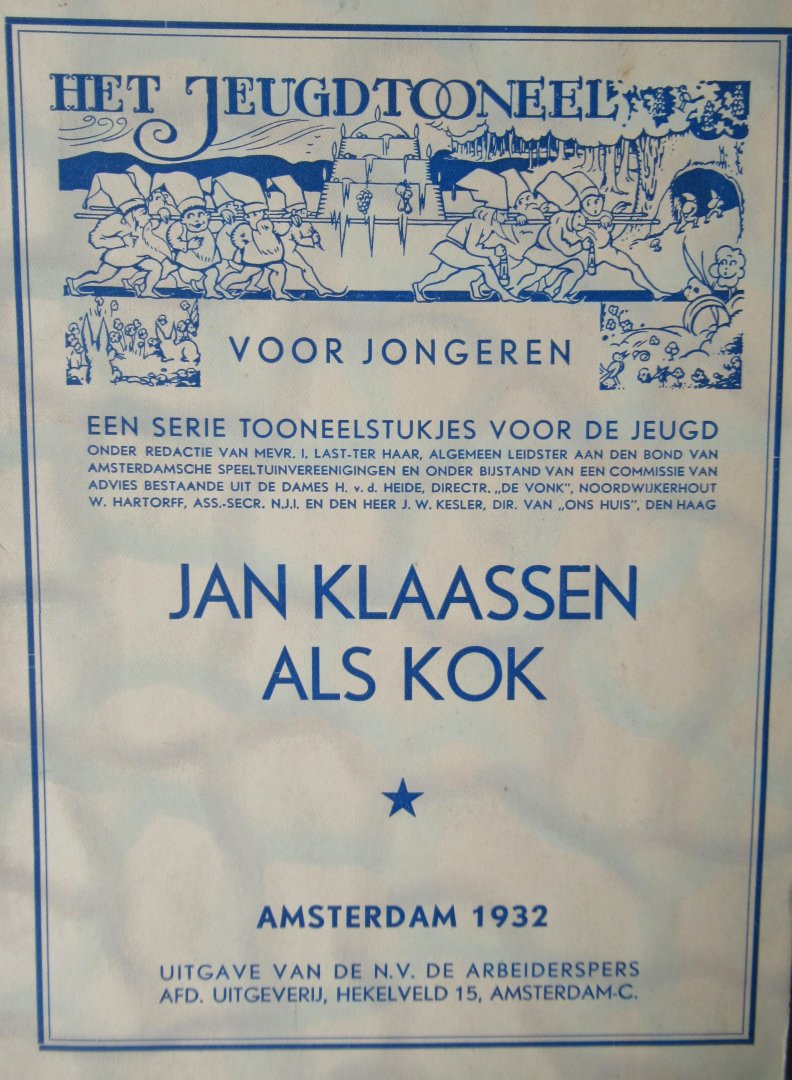 HET JEUGDTOONEEL
VOOR JONGEREN
EEN SERIE TOONEELSTUKJES VOOR DE JEUGD
ONDER REDACTIE VAN MEVR. I. LAST-TER HAAR, ALGEMEEN LEIDSTER AAN DEN BOND VAN
AMSTERDAMSCHE SPEELTUINVEREENIGINGEN EN ONDER BIJSTAND VAN EEN COMMISSIE VAN
ADVIES BESTAANDE UIT DE DAMES H. v. d. HEIDE, DIRECTR. „DE VONK", NOORDWIJKERHOUT
W. HARTORFF, ASS.-SECR. N.J.I. EN DEN HEER J. W. KESLER, DIR. VAN „ONS HUIS", DEN HAAG
JAN KLAASSEN
ALS KOK
AMSTERDAM 1932
UITGAVE VAN DE N.V. DE ARBEIDERSPERS
AFD. UITGEVERIJ, HEKELVELD 15, AMSTERDAM-C.